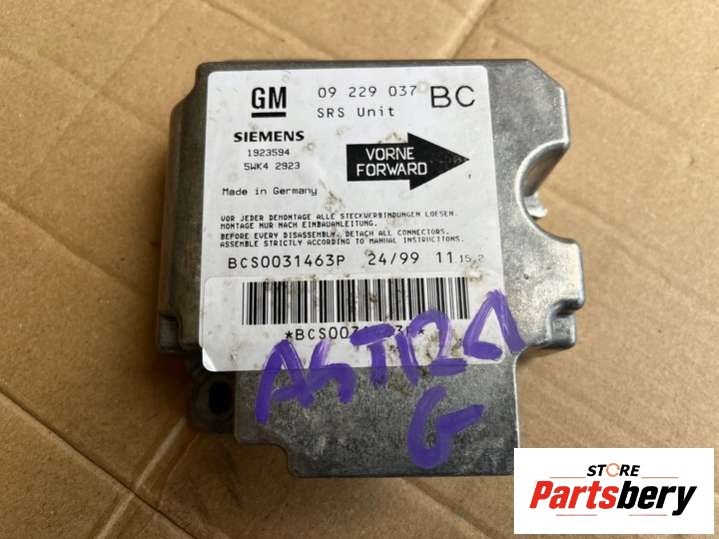 GM 09 229 037 BC
SRS Unit
SIEMENS
1923594
5WK4 2923
VORNE
FORWARD
Made in Germany
VOR JEDER DEMONTAGE ALLE STECKVERBINDUNGEN LOESEN.
MONTAGE NUR NACH EINBAUANLEITUNG.
BEFORE EVERY DISASSEMBLY, DETACH ALL CONNECTORS.
ASSEMBLE STRICTLY ACCORDING TO MANUAL INSTRUCTIONS.
BCS0031463P 24/99 11 15.2
ASTRA
G
STORE
Partsbery